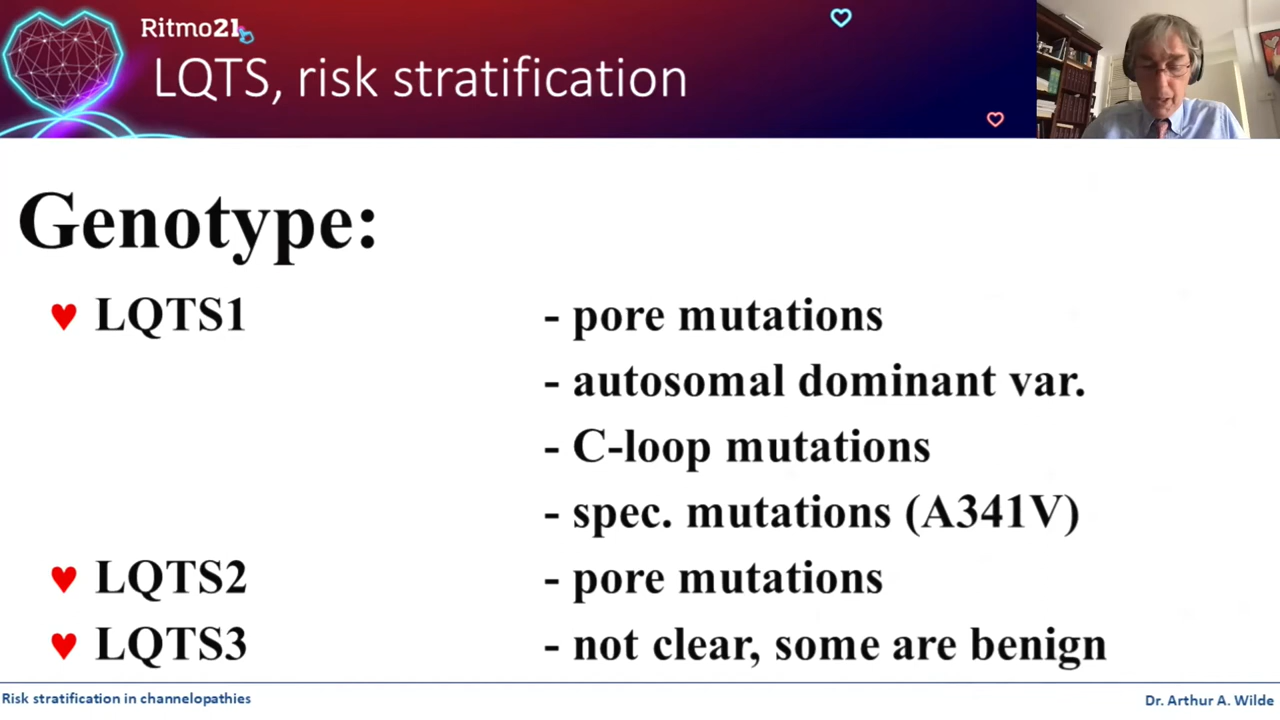 Ritmo21
LQTS, risk stratification
Genotype:
♥ LQTS1 - pore mutations
- autosomal dominant var.
- C-loop mutations
- spec. mutations (A341V)
♥ LQTS2 - pore mutations
♥ LQTS3 - not clear, some are benign
Risk stratification in channelopathies Dr. Arthur A. Wilde